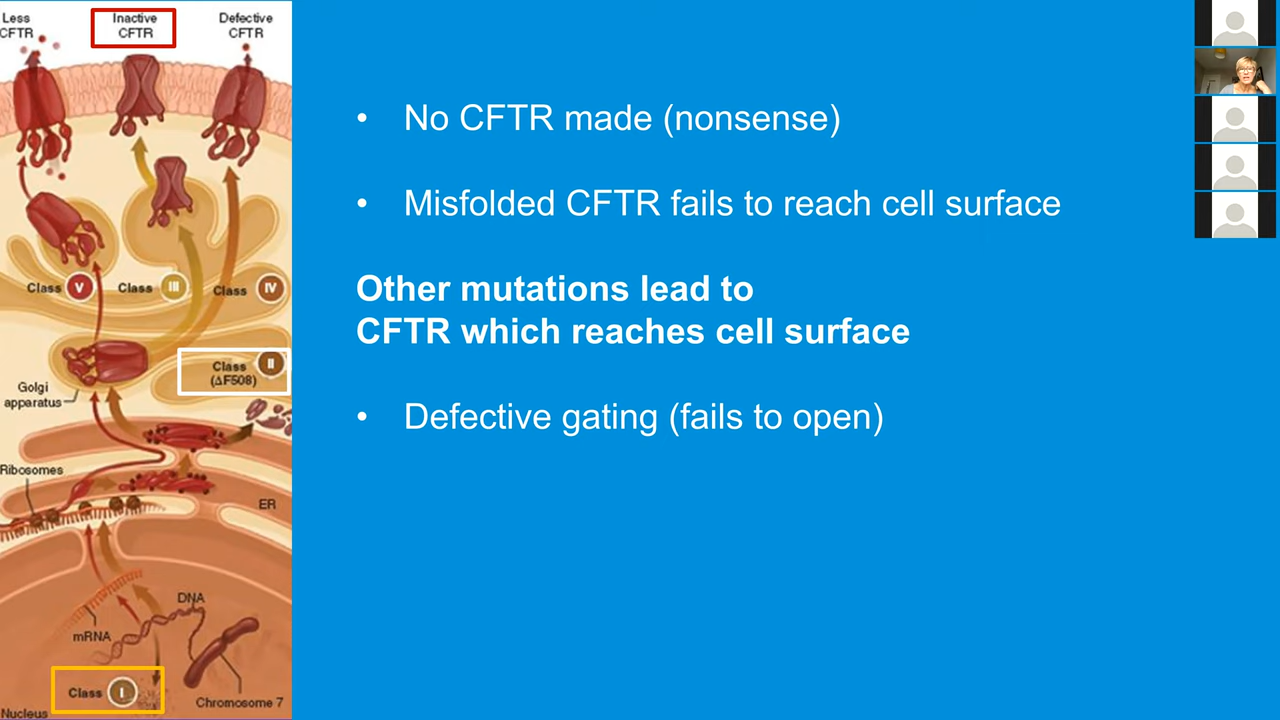 Less
CFTR
Inactive
CFTR
Defective
CFTR
Class V
Class III
Class IV
Class II
(ΔF508)
Golgi
apparatus
Ribosomes
ER
DNA
mRNA
Class I
Chromosome 7
Nucleus
• No CFTR made (nonsense)
• Misfolded CFTR fails to reach cell surface
Other mutations lead to
CFTR which reaches cell surface
• Defective gating (fails to open)